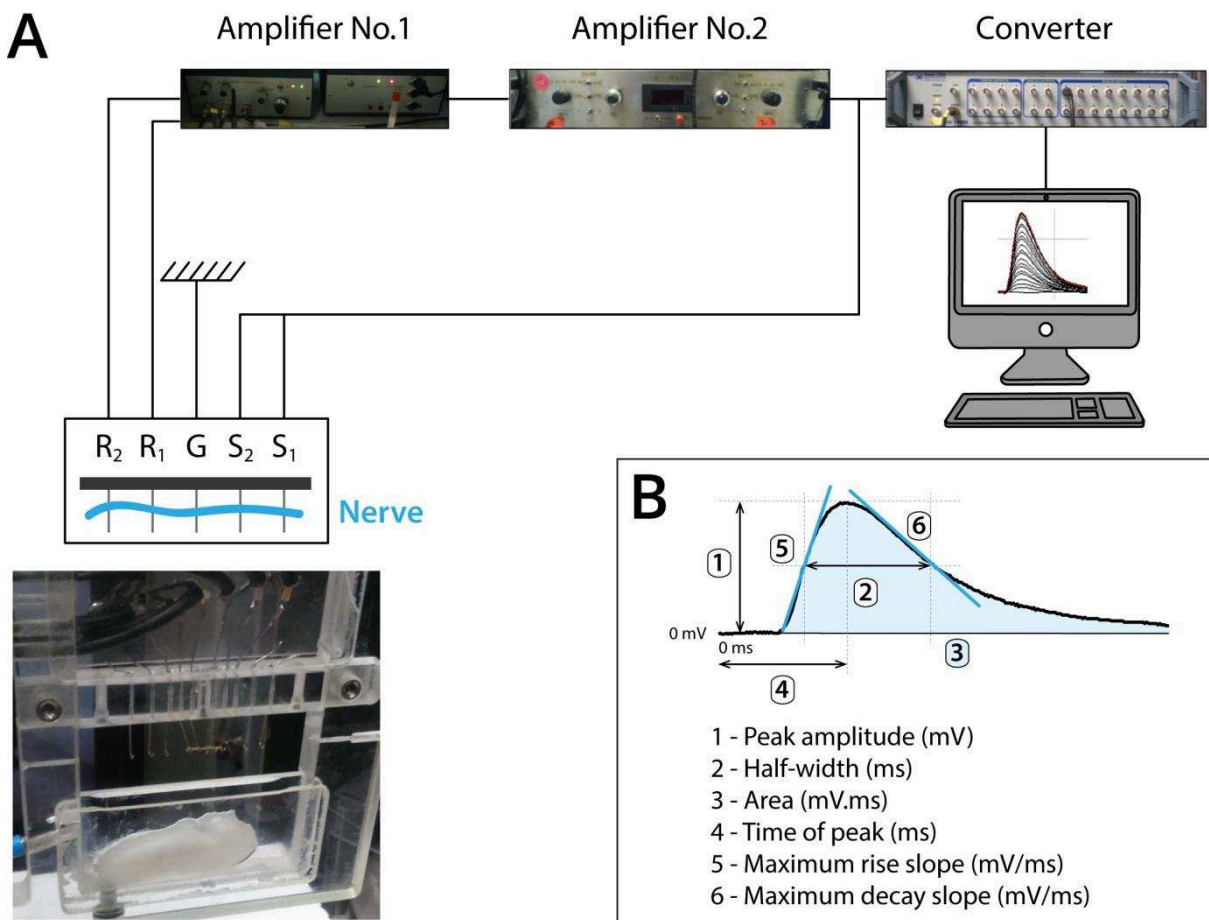 A
Amplifier No.1
Amplifier No.2
Converter
R₂ R₁ G S₂ S₁
Nerve
B
1
5
6
2
0 mV
0 ms
3
4
1 - Peak amplitude (mV)
2 - Half-width (ms)
3 - Area (mV.ms)
4 - Time of peak (ms)
5 - Maximum rise slope (mV/ms)
6 - Maximum decay slope (mV/ms)